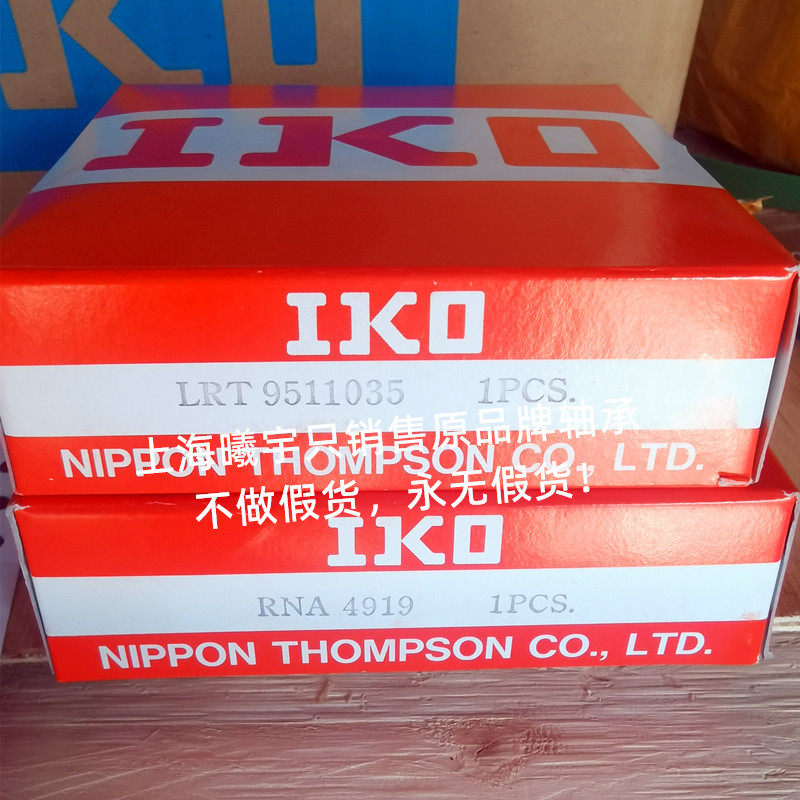 IKO
IKO
LRT 9511035 1PCS.
上海曦宇只销售原品牌轴承
NIPPON THOMPSON CO., LTD.
不做假货，永无假货！
IKO
RNA 4919 1PCS.
NIPPON THOMPSON CO., LTD.